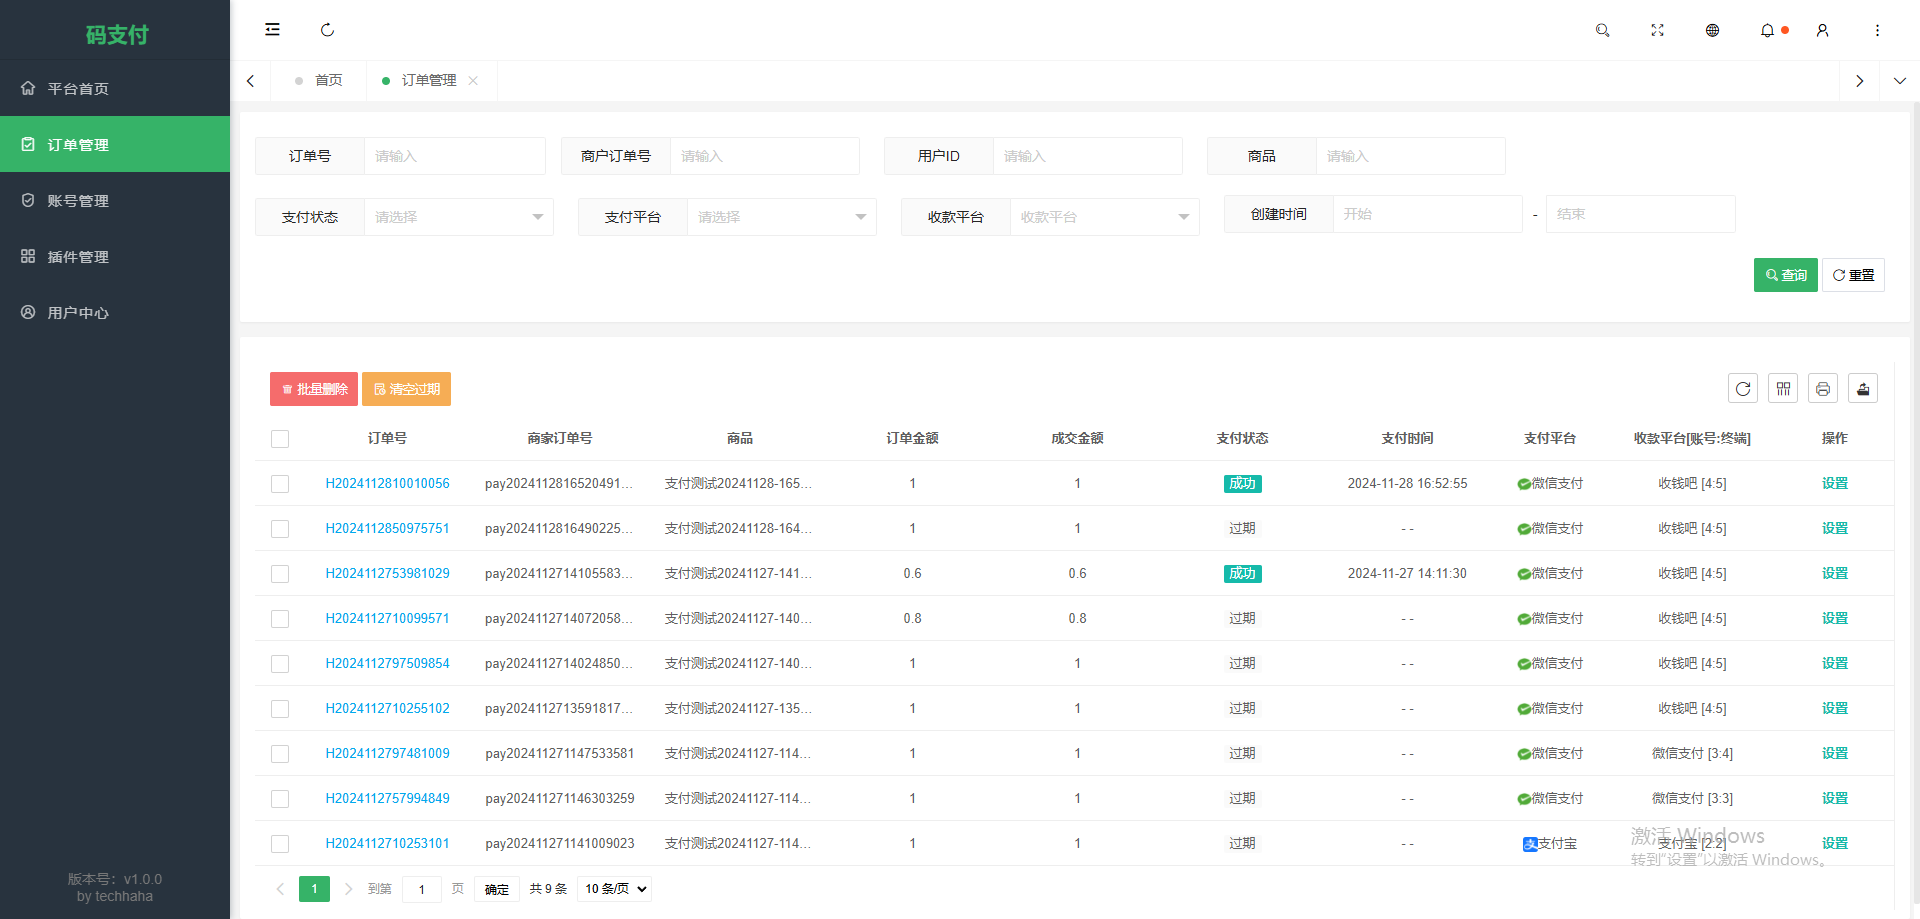 码支付
平台首页
订单管理
账号管理
插件管理
用户中心
版本号：v1.0.0
by techhaha
首页
订单管理
订单号 请输入 商户订单号 请输入 用户ID 请输入 商品 请输入
支付状态 请选择 支付平台 请选择 收款平台 收款平台 创建时间 开始 - 结束
查询 重置
批量删除 清空过期
订单号 商家订单号 商品 订单金额 成交金额 支付状态 支付时间 支付平台 收款平台[账号:终端] 操作
H2024112810010056 pay2024112816520491... 支付测试20241128-165... 1 1 成功 2024-11-28 16:52:55 微信支付 收钱吧 [4:5] 设置
H2024112850975751 pay2024112816490225... 支付测试20241128-164... 1 1 过期 - - 微信支付 收钱吧 [4:5] 设置
H2024112753981029 pay2024112714105583... 支付测试20241127-141... 0.6 0.6 成功 2024-11-27 14:11:30 微信支付 收钱吧 [4:5] 设置
H2024112710099571 pay2024112714072058... 支付测试20241127-140... 0.8 0.8 过期 - - 微信支付 收钱吧 [4:5] 设置
H2024112797509854 pay2024112714024850... 支付测试20241127-140... 1 1 过期 - - 微信支付 收钱吧 [4:5] 设置
H2024112710255102 pay2024112713591817... 支付测试20241127-135... 1 1 过期 - - 微信支付 收钱吧 [4:5] 设置
H2024112797481009 pay202411271147533581 支付测试20241127-114... 1 1 过期 - - 微信支付 微信支付 [3:4] 设置
H2024112757994849 pay202411271146303259 支付测试20241127-114... 1 1 过期 - - 微信支付 微信支付 [3:3] 设置
H2024112710253101 pay202411271141009023 支付测试20241127-114... 1 1 过期 - - 支付宝 支付宝 [2:2] 设置
激活 Windows
转到“设置”以激活 Windows。
1 到第 1 页 确定 共 9 条 10 条/页